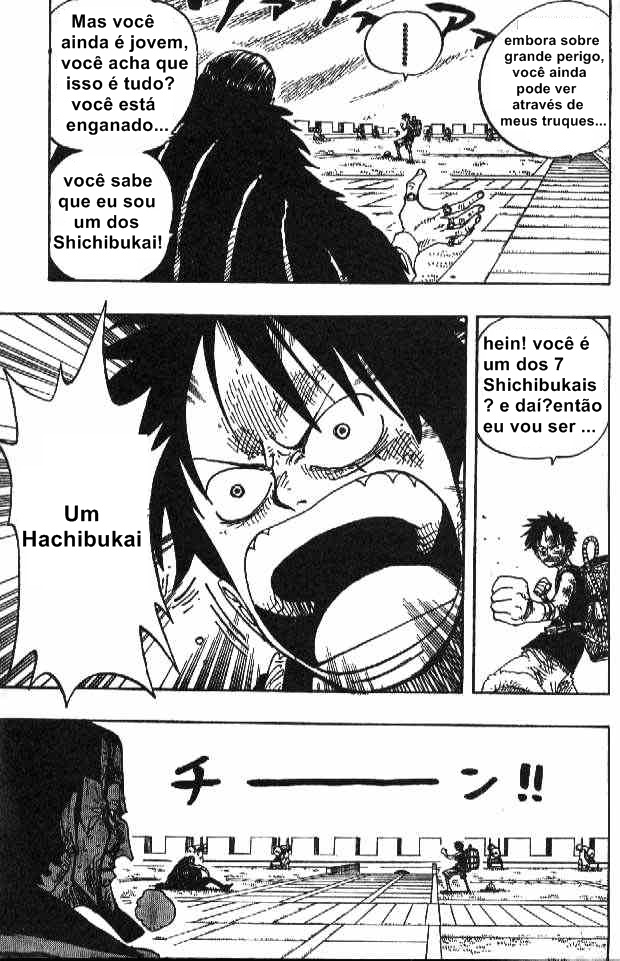 embora sobre
grande perigo,
você ainda
pode ver
através de
meus truques...
Mas você
ainda é jovem,
você acha que
isso é tudo?
você está
enganado...
você sabe
que eu sou
um dos
Shichibukai!
hein! você é
um dos 7
Shichibukais
? e daí?então
eu vou ser ...
Um
Hachibukai
チーン!!